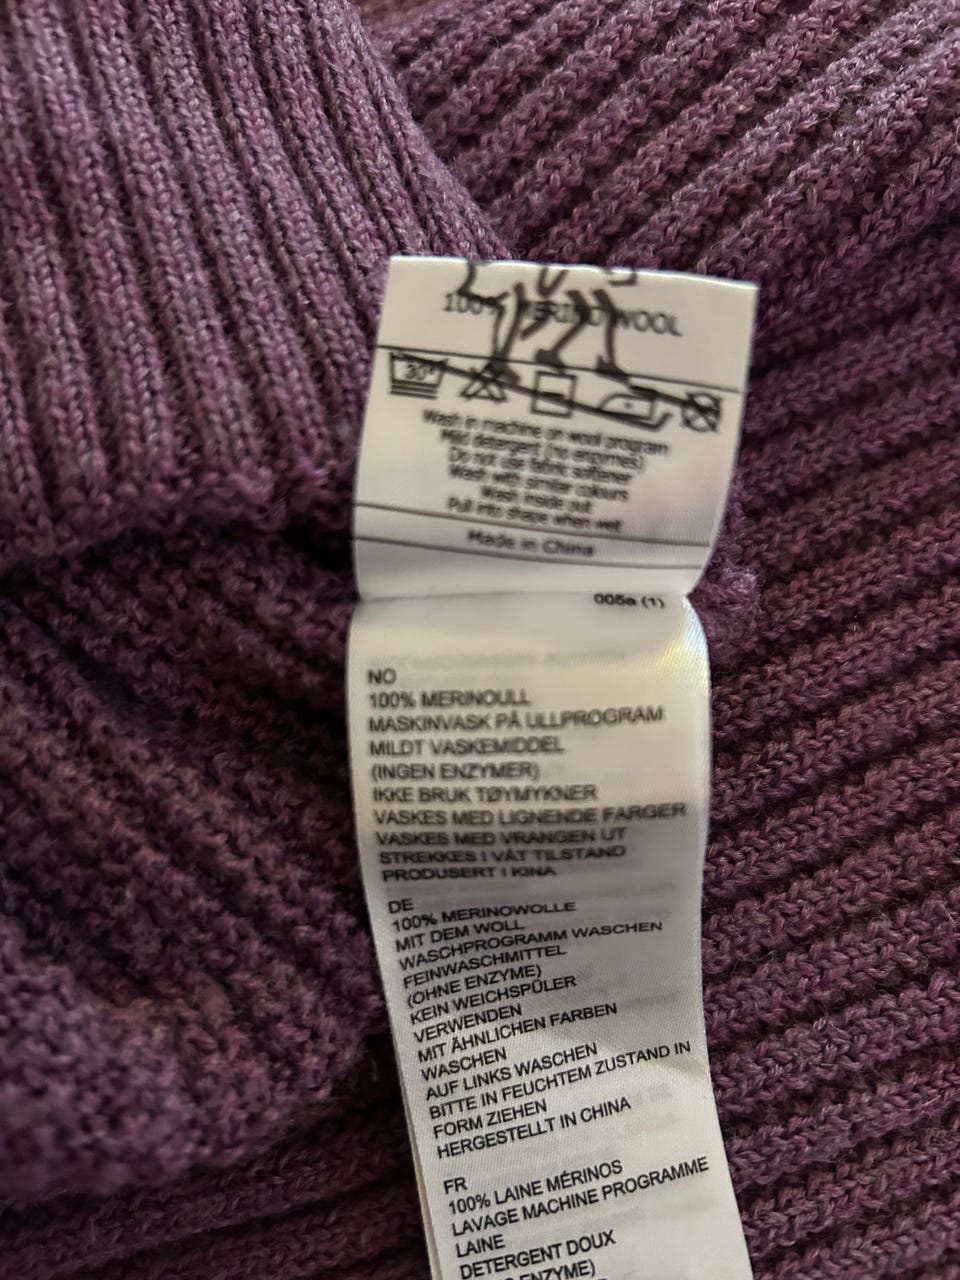 100% MERINO WOOL
30°
Wash in machine on wool program
Mild detergent (no enzymes)
Do not use fabric softener
Wash with similar colours
Wash inside out
Pull into shape when wet
Made in China
005a (1)
NO
100% MERINOULL
MASKINVASK PÅ ULLPROGRAM
MILDT VASKEMIDDEL
(INGEN ENZYMER)
IKKE BRUK TØYMYKNER
VASKES MED LIGNENDE FARGER
VASKES MED VRANGEN UT
STREKKES I VÅT TILSTAND
PRODUSERT I KINA
DE
100% MERINOWOLLE
MIT DEM WOLL
WASCHPROGRAMM WASCHEN
FEINWASCHMITTEL
(OHNE ENZYME)
KEIN WEICHSPÜLER
VERWENDEN
MIT ÄHNLICHEN FARBEN
WASCHEN
AUF LINKS WASCHEN
BITTE IN FEUCHTEM ZUSTAND IN
FORM ZIEHEN
HERGESTELLT IN CHINA
FR
100% LAINE MÉRINOS
LAVAGE MACHINE PROGRAMME
LAINE
DETERGENT DOUX
ENZYME)